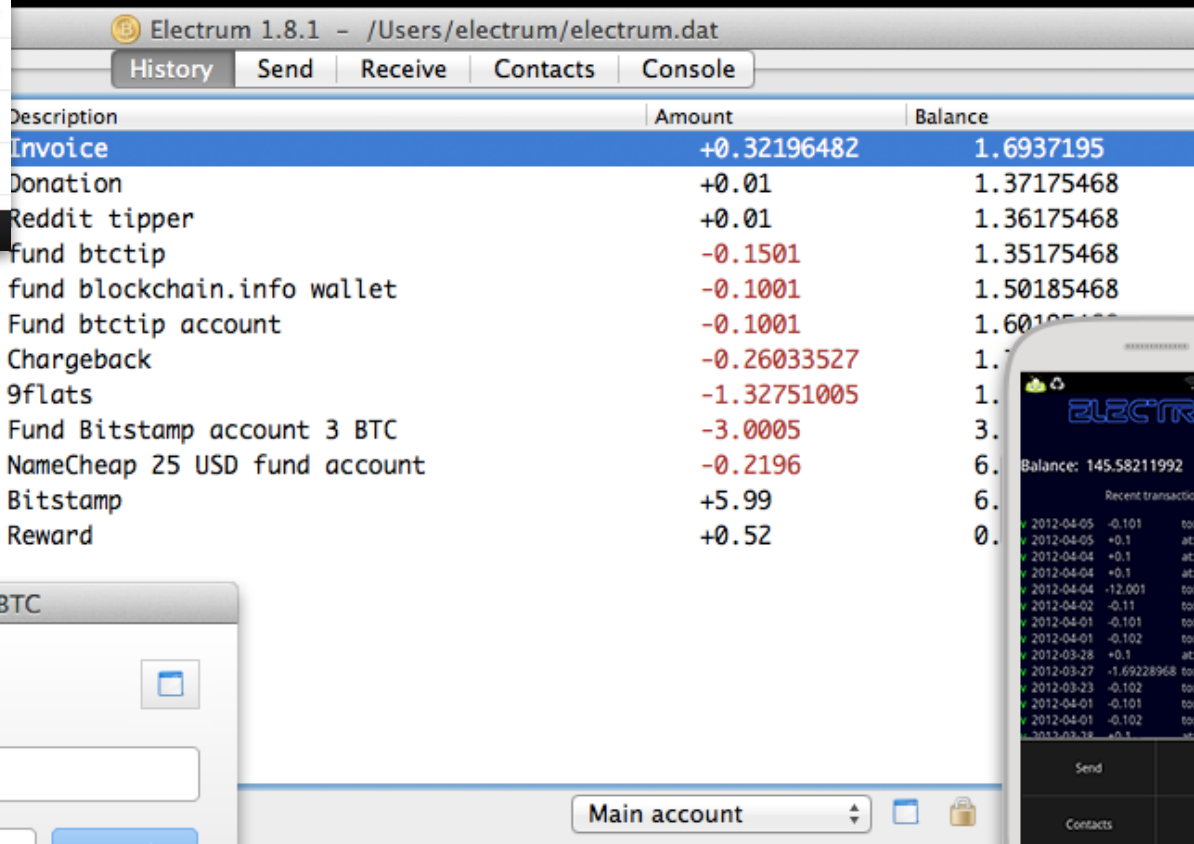 Electrum 1.8.1 – /Users/electrum/electrum.dat
History Send Receive Contacts Console
Description Amount Balance
Invoice +0.32196482 1.6937195
Donation +0.01 1.37175468
Reddit tipper +0.01 1.36175468
fund btctip -0.1501 1.35175468
fund blockchain.info wallet -0.1001 1.50185468
Fund btctip account -0.1001
Chargeback -0.26033527
9flats -1.32751005
Fund Bitstamp account 3 BTC -3.0005
NameCheap 25 USD fund account -0.2196
Bitstamp +5.99
Reward +0.52
BTC
Main account
Balance: 145.58211992
Recent
v 2012-04-05 -0.101
v 2012-04-05 +0.1
v 2012-04-04 +0.1
v 2012-04-04 +0.1
v 2012-04-04 -12.001
v 2012-04-02 -0.11
v 2012-04-01 -0.101
v 2012-04-01 -0.102
v 2012-03-28 +0.1
v 2012-03-27 -1.69228968
v 2012-03-23 -0.102
v 2012-04-01 -0.101
v 2012-04-01 -0.102
Send
Contacts